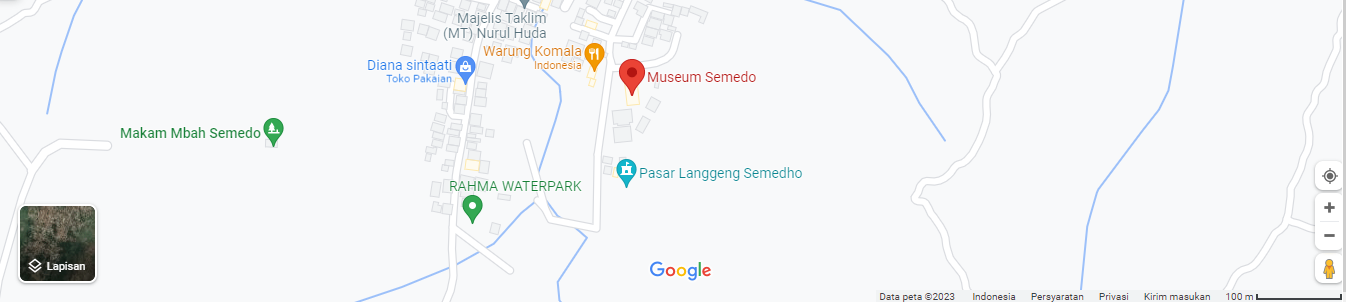 Majelis Taklim
(MT) Nurul Huda
Warung Komala
Indonesia
Diana sintaati
Toko Pakaian
Museum Semedo
Makam Mbah Semedo
Pasar Langgeng Semedho
RAHMA WATERPARK
Lapisan
Google
Data peta ©2023 Indonesia Persyaratan Privasi Kirim masukan 100 m